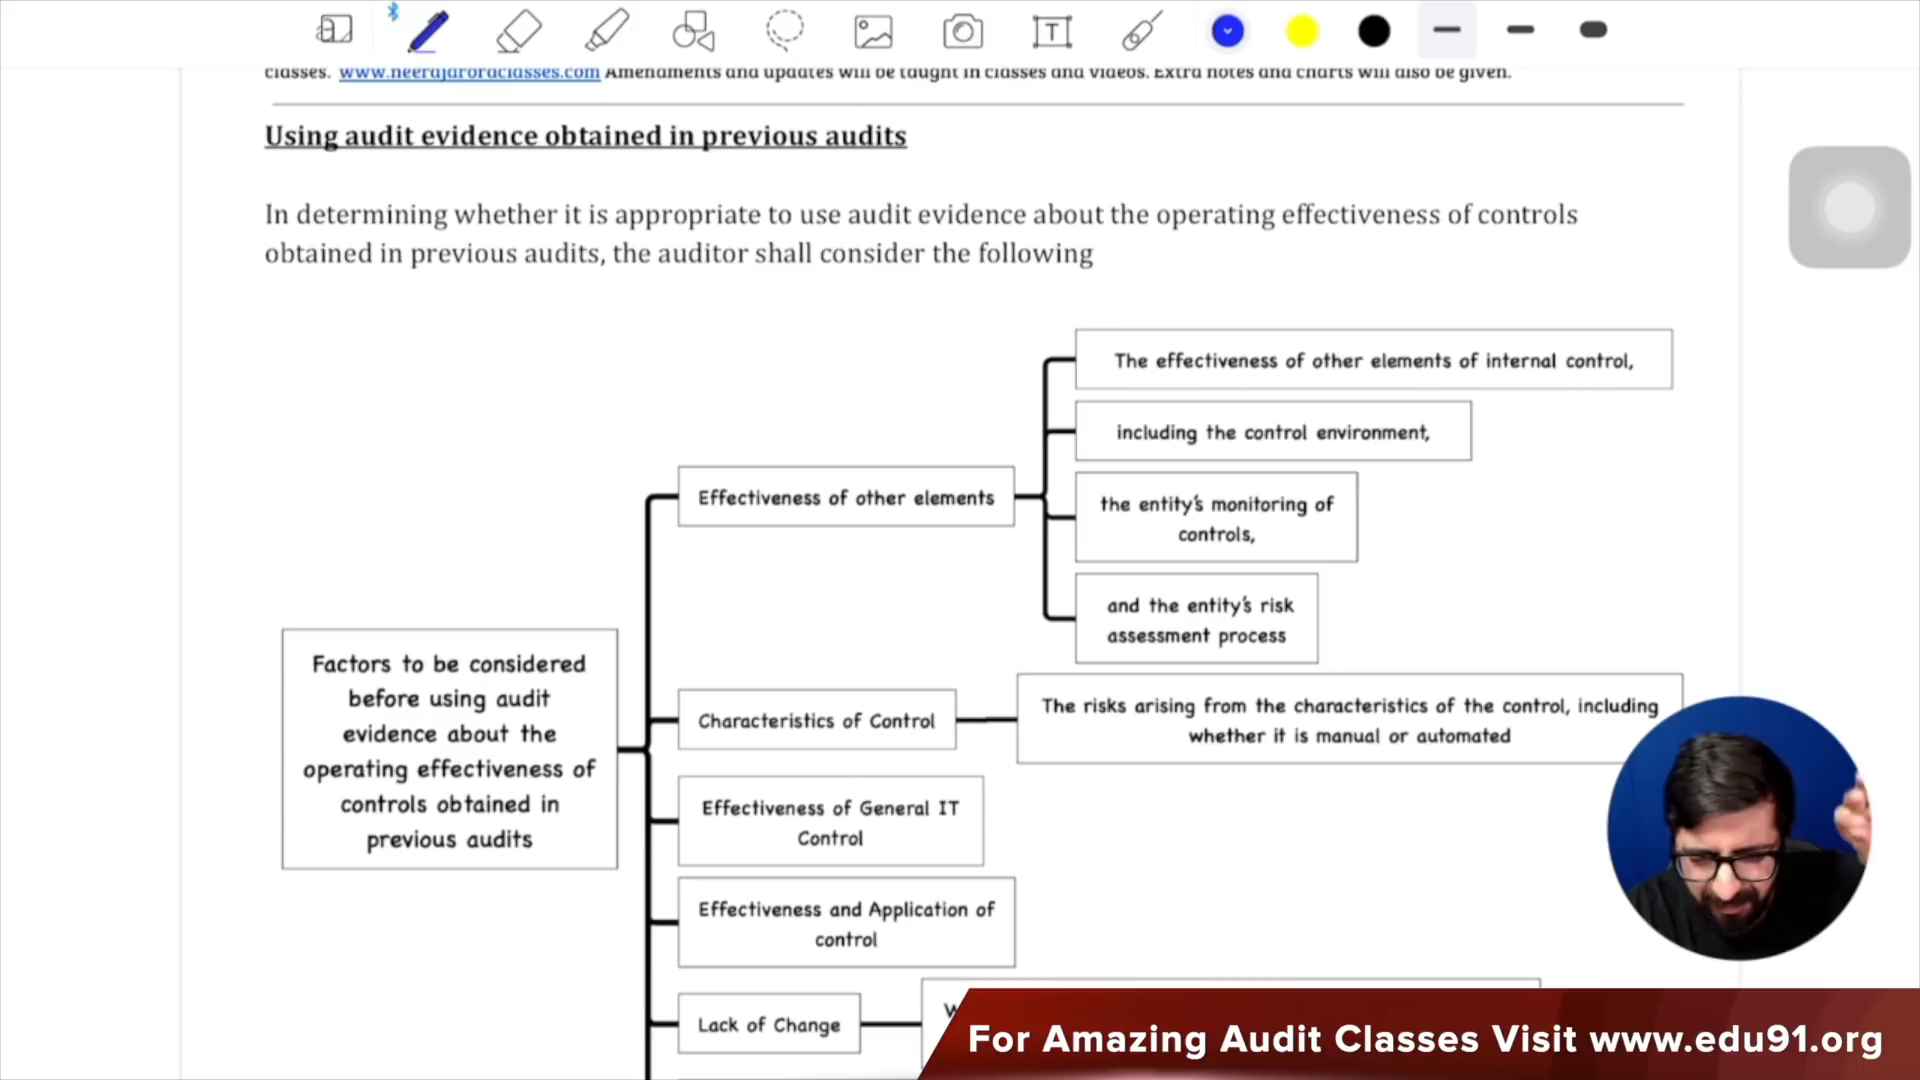 classes. www.neerajaroraclasses.com Amendments and updates will be taught in classes and videos. Extra notes and charts will also be given.
Using audit evidence obtained in previous audits
In determining whether it is appropriate to use audit evidence about the operating effectiveness of controls
obtained in previous audits, the auditor shall consider the following
The effectiveness of other elements of internal control,
including the control environment,
Effectiveness of other elements
the entity's monitoring of
controls,
and the entity's risk
assessment process
Factors to be considered
before using audit
evidence about the
operating effectiveness of
controls obtained in
previous audits
Characteristics of Control
The risks arising from the characteristics of the control, including
whether it is manual or automated
Effectiveness of General IT
Control
Effectiveness and Application of
control
Lack of Change
For Amazing Audit Classes Visit www.edu91.org